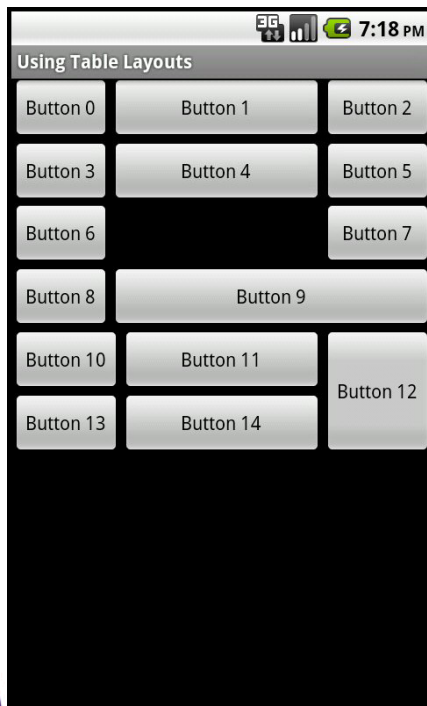 3G 7:18 PM
Using Table Layouts
Button 0 Button 1 Button 2
Button 3 Button 4 Button 5
Button 6 Button 7
Button 8 Button 9
Button 10 Button 11
Button 12
Button 13 Button 14